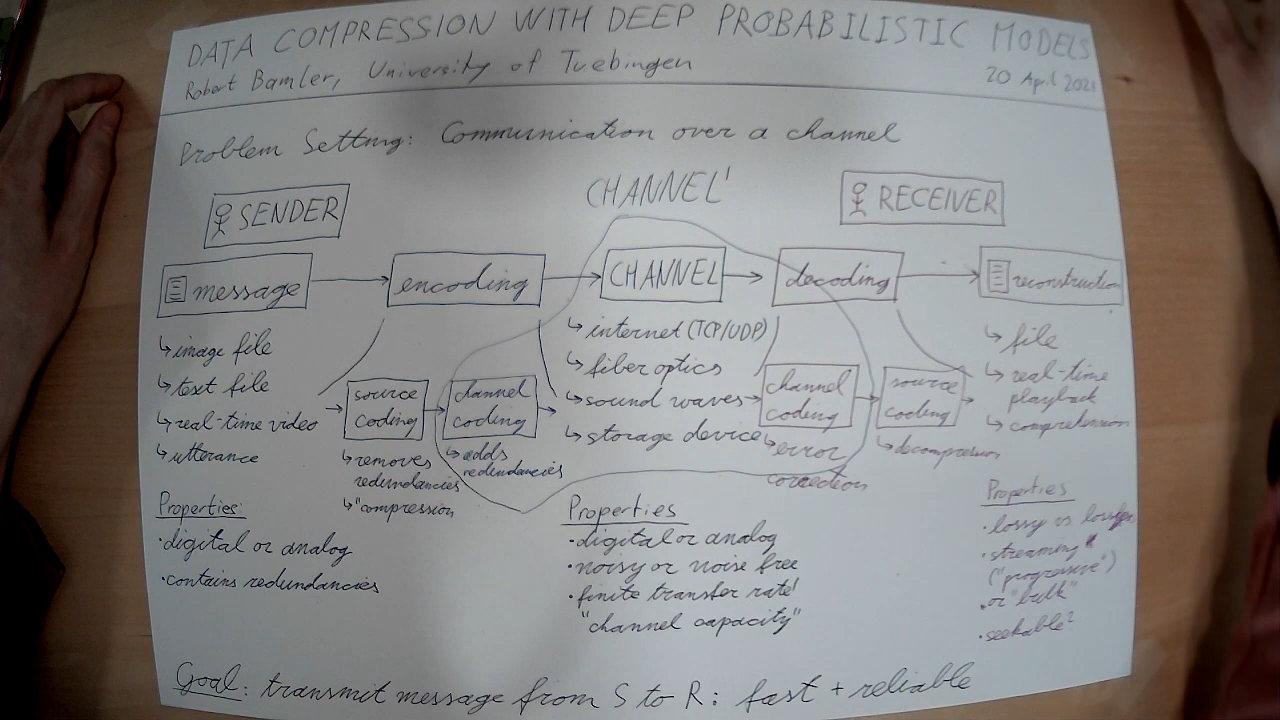 DATA COMPRESSION WITH DEEP PROBABILISTIC MODELS
Robert Bamler, University of Tuebingen
20 April 2021
Problem Setting: Communication over a channel
SENDER
CHANNEL'
RECEIVER
message
encoding
CHANNEL
decoding
reconstruction
↳ image file
↳ text file
↳ real-time video
↳ utterance
source
coding
channel
coding
↳ removes
redundancies
↳ "compression
↳ adds
redundancies
↳ internet (TCP/UDP)
↳ fiber optics
↳ sound waves
↳ storage device
channel
coding
source
coding
↳ error
correction
↳ decompression
↳ file
↳ real-time
playback
↳ comprehension
Properties:
· digital or analog
· contains redundancies
Properties
· digital or analog
· noisy or noise free
· finite transfer rate
"channel capacity"
Properties
· lossy vs lossless
· streaming"
("progressive")
· or "bulk"
· seekable?
Goal: transmit message from S to R: fast + reliable